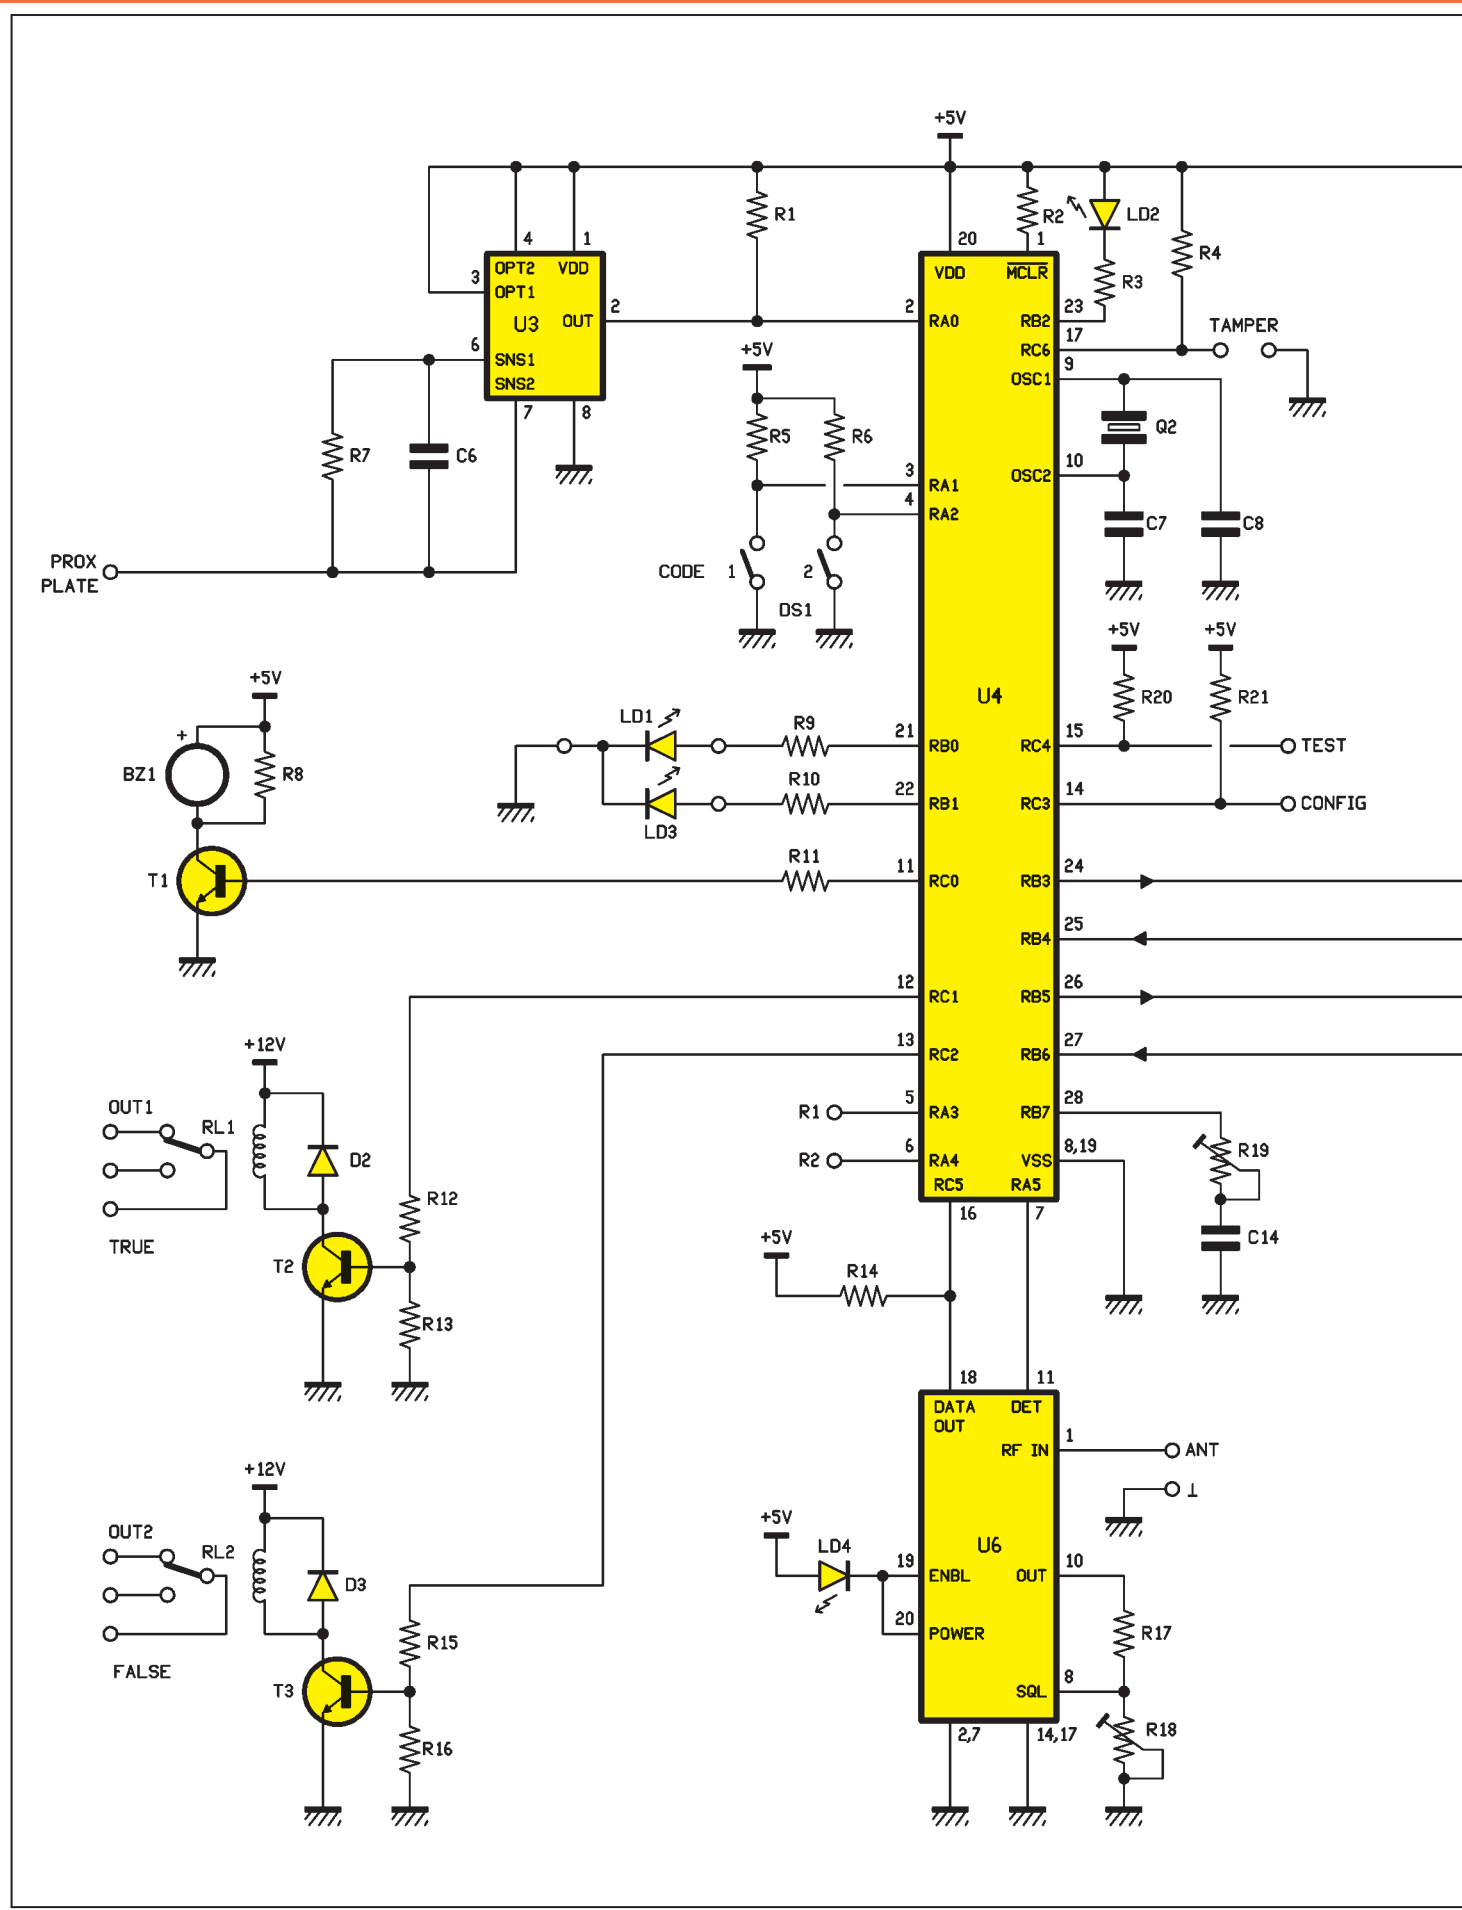 +5V
R1
R2
LD2
R4
R3
4
1
3
OPT2
VDD
OPT1
U3
OUT
2
6
SNS1
SNS2
7
8
R7
C6
PROX
PLATE
20
1
VDD
MCLR
2
RA0
RB2
23
RC6
17
TAMPER
OSC1
9
Q2
OSC2
10
C7
C8
+5V
R5
R6
3
RA1
4
RA2
CODE
1
2
DS1
+5V
+5V
R20
R21
U4
+5V
+
BZ1
R8
T1
LD1
R9
21
RB0
RC4
15
TEST
R10
22
RB1
RC3
14
CONFIG
LD3
R11
11
RC0
RB3
24
RB4
25
12
RC1
RB5
26
13
RC2
RB6
27
R1
5
RA3
RB7
28
R2
6
RA4
VSS
8,19
RC5
RA5
16
7
R19
C14
+12V
OUT1
RL1
D2
TRUE
T2
R12
R13
+5V
R14
18
11
DATA
OUT
DET
RF IN
1
ANT
⊥
+12V
OUT2
RL2
D3
FALSE
T3
R15
R16
+5V
LD4
U6
19
ENBL
OUT
10
20
POWER
R17
SQL
8
R18
2,7
14,17